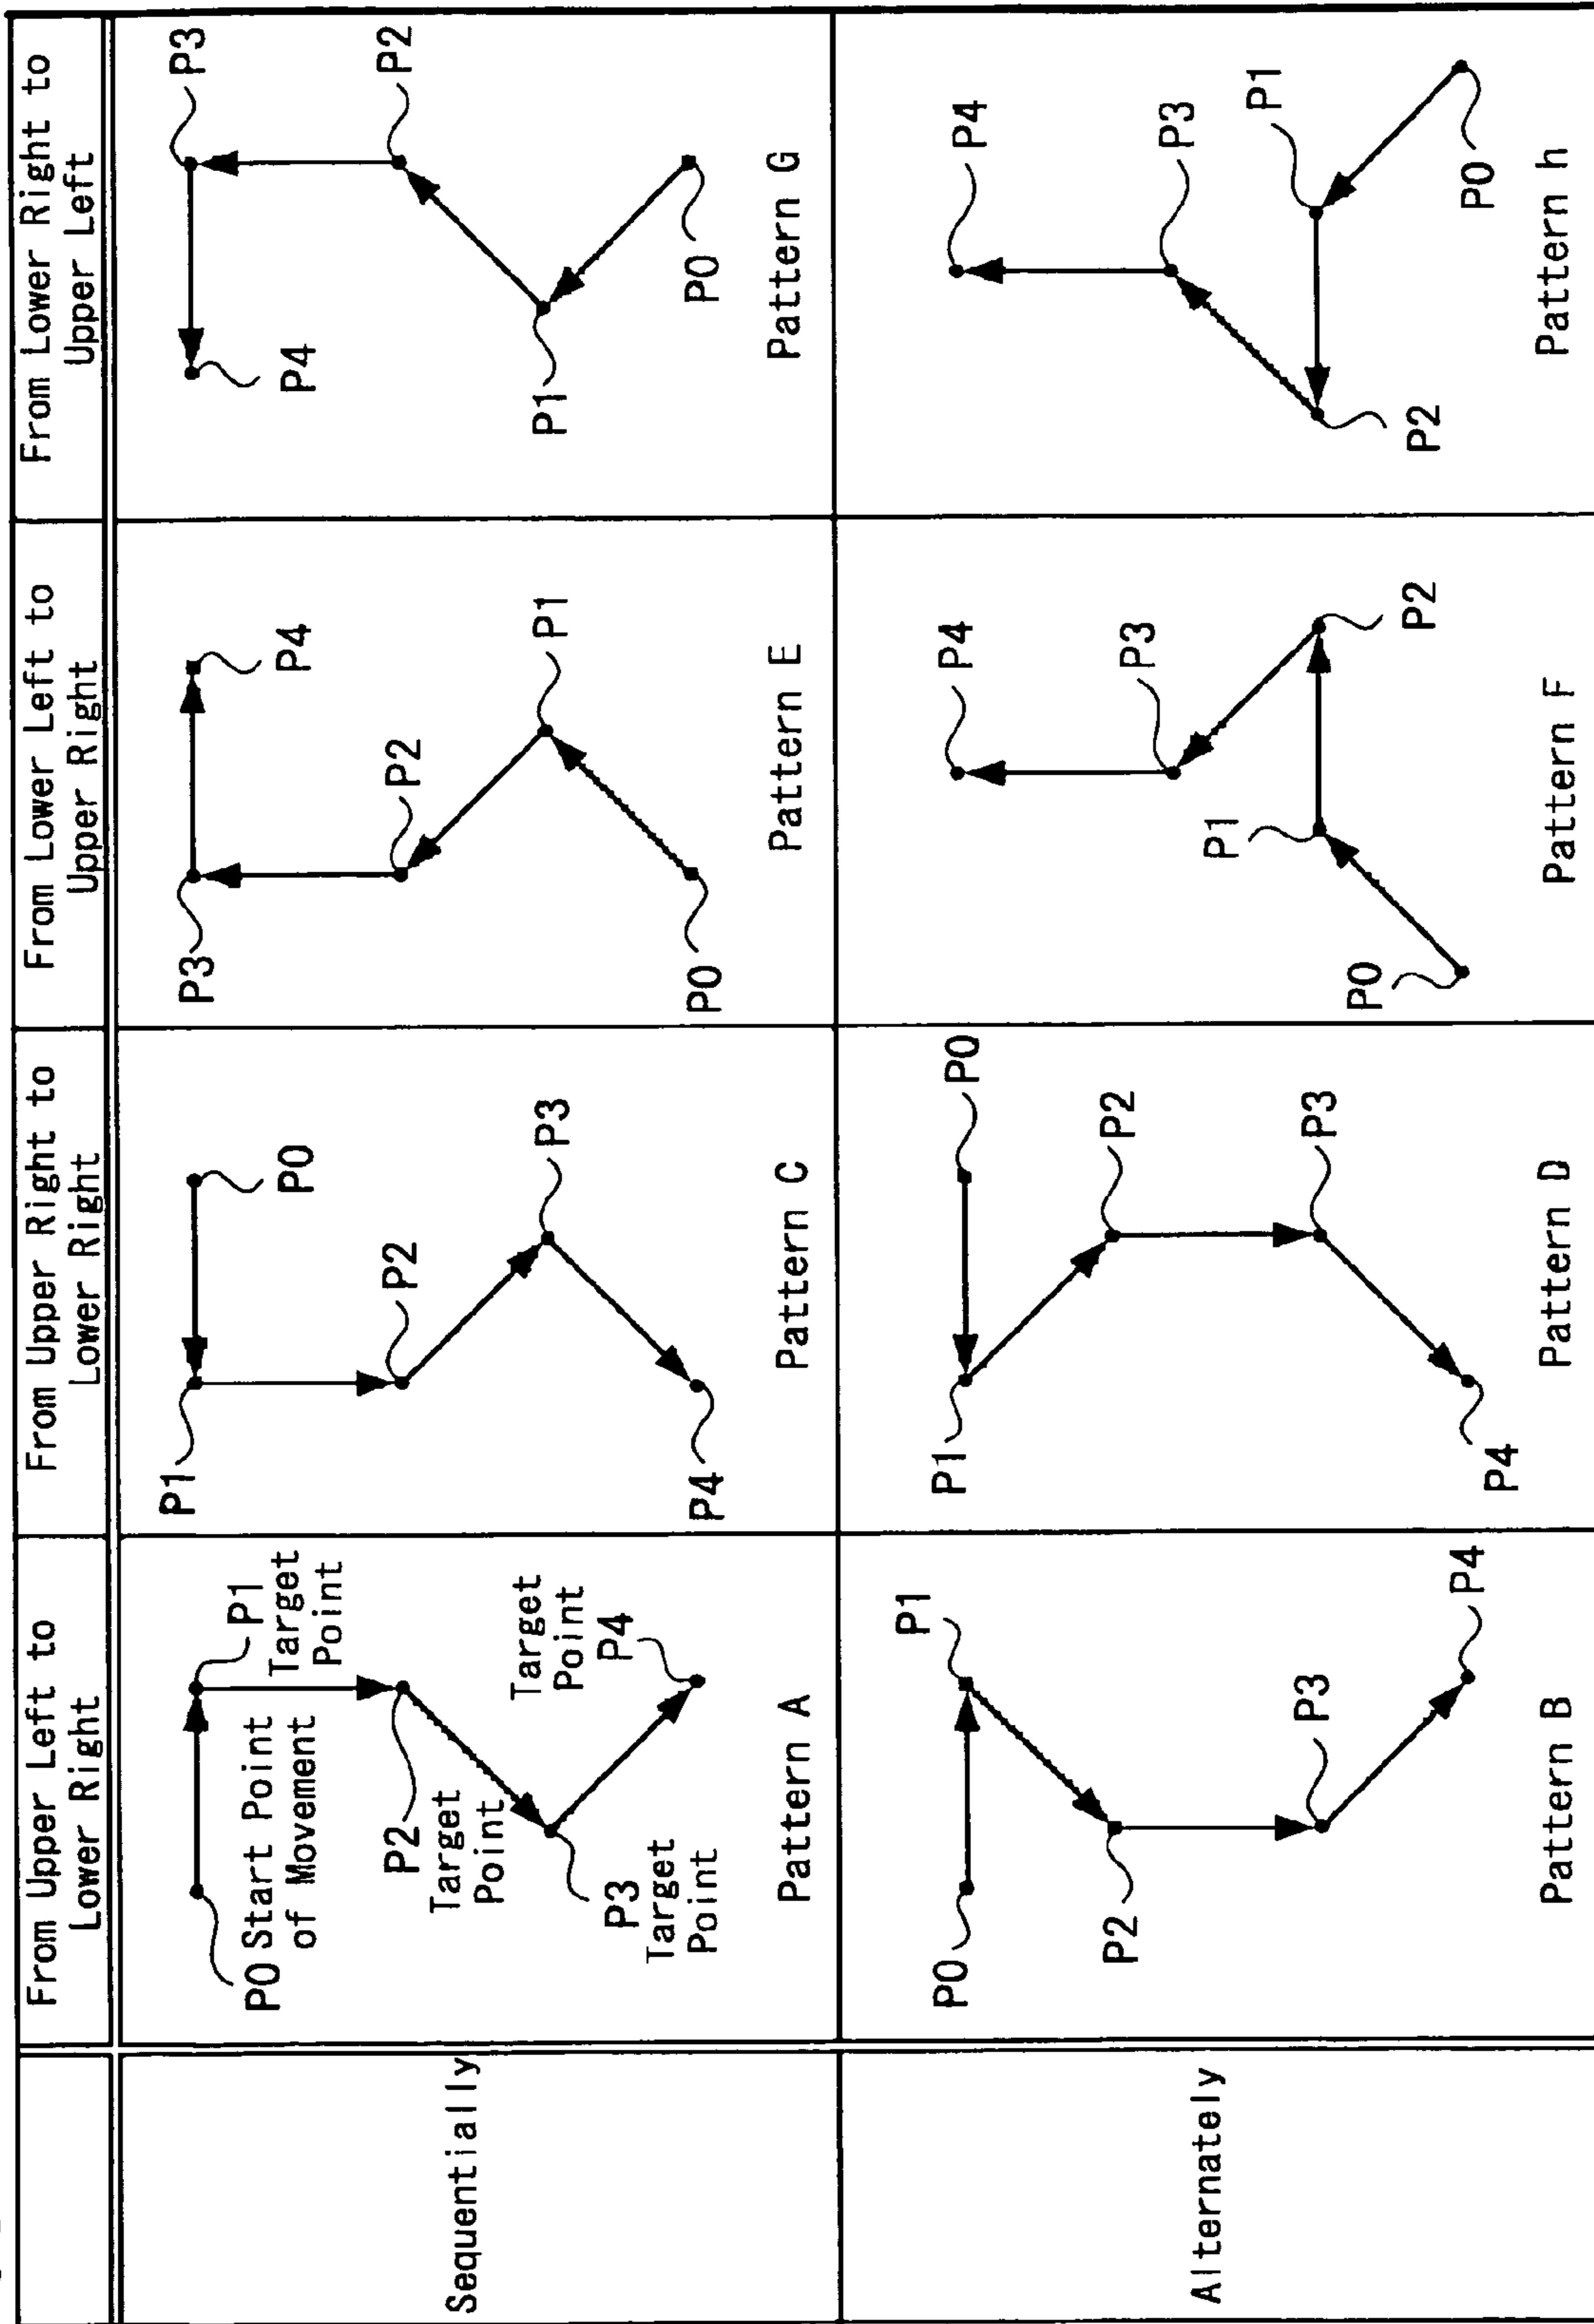 From Upper Left to
Lower Right
From Upper Right to
Lower Right
From Lower Left to
Upper Right
From Lower Right to
Upper Left
Sequentially
P0 Start Point
of Movement
P1
Target
Point
P2
Target
Point
P3
Target
Point
Target
Point
P4
Pattern A
P0
P1
P2
P3
P4
Pattern C
P0
P1
P2
P3
P4
Pattern E
P0
P1
P2
P3
P4
Pattern G
Alternately
P0
P1
P2
P3
P4
Pattern B
P0
P1
P2
P3
P4
Pattern D
P0
P1
P2
P3
P4
Pattern F
P0
P1
P2
P3
P4
Pattern h